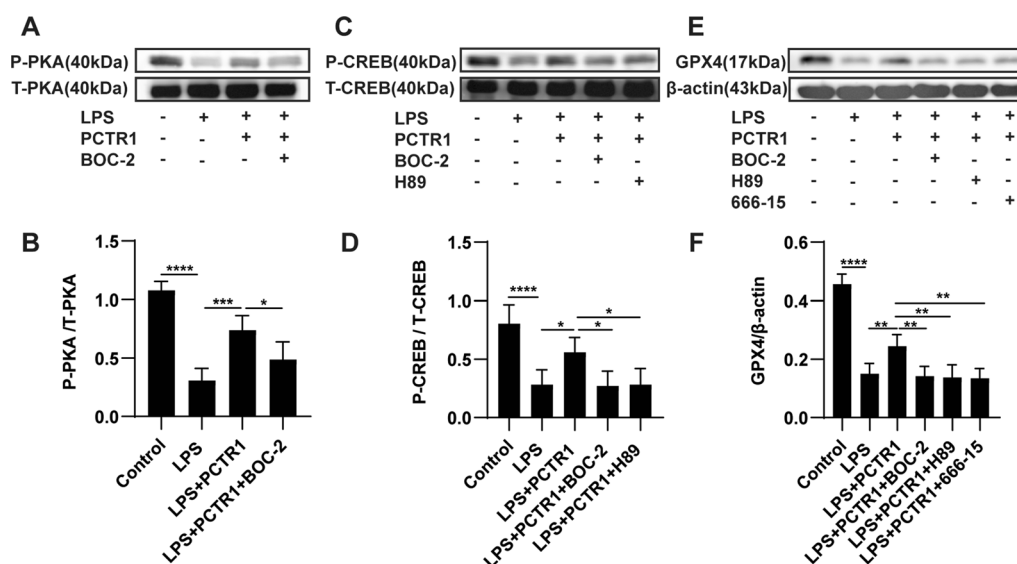 A
P-PKA(40kDa)
T-PKA(40kDa)
LPS - + + +
PCTR1 - - + +
BOC-2 - - - +
C
P-CREB(40kDa)
T-CREB(40kDa)
LPS - + + + +
PCTR1 - - + + +
BOC-2 - - - + -
H89 - - - - +
E
GPX4(17kDa)
β-actin(43kDa)
LPS - + + + + +
PCTR1 - - + + + +
BOC-2 - - - + - -
H89 - - - - + -
666-15 - - - - - +
B
P-PKA /T-PKA
1.5
1.0
0.5
0.0
**** *** *
Control
LPS
LPS+PCTR1
LPS+PCTR1+BOC-2
D
P-CREB / T-CREB
1.5
1.0
0.5
0.0
**** * * *
Control
LPS
LPS+PCTR1
LPS+PCTR1+BOC-2
LPS+PCTR1+H89
F
GPX4/β-actin
0.6
0.4
0.2
0.0
**** ** ** ** **
Control
LPS
LPS+PCTR1
LPS+PCTR1+BOC-2
LPS+PCTR1+H89
LPS+PCTR1+666-15